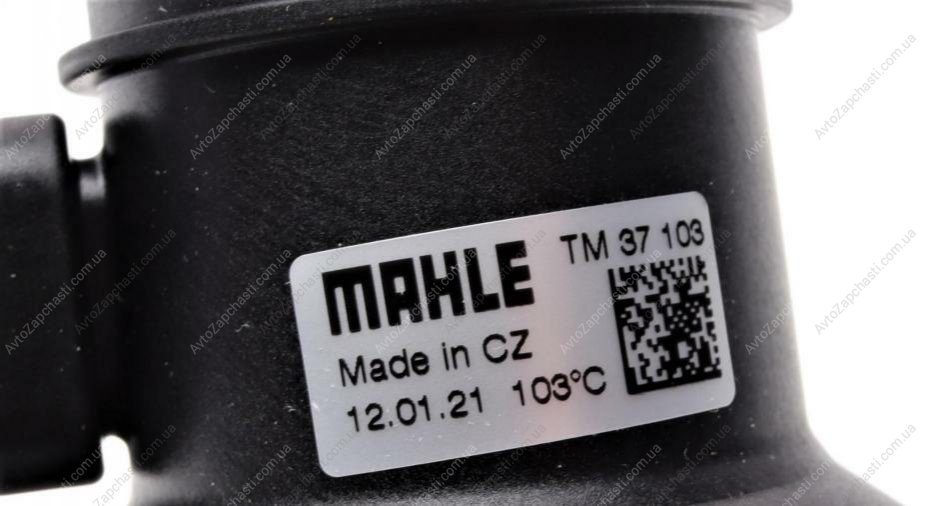 MAHLE
TM 37 103
Made in CZ
12.01.21 103°C
AvtoZapchasti.com.ua